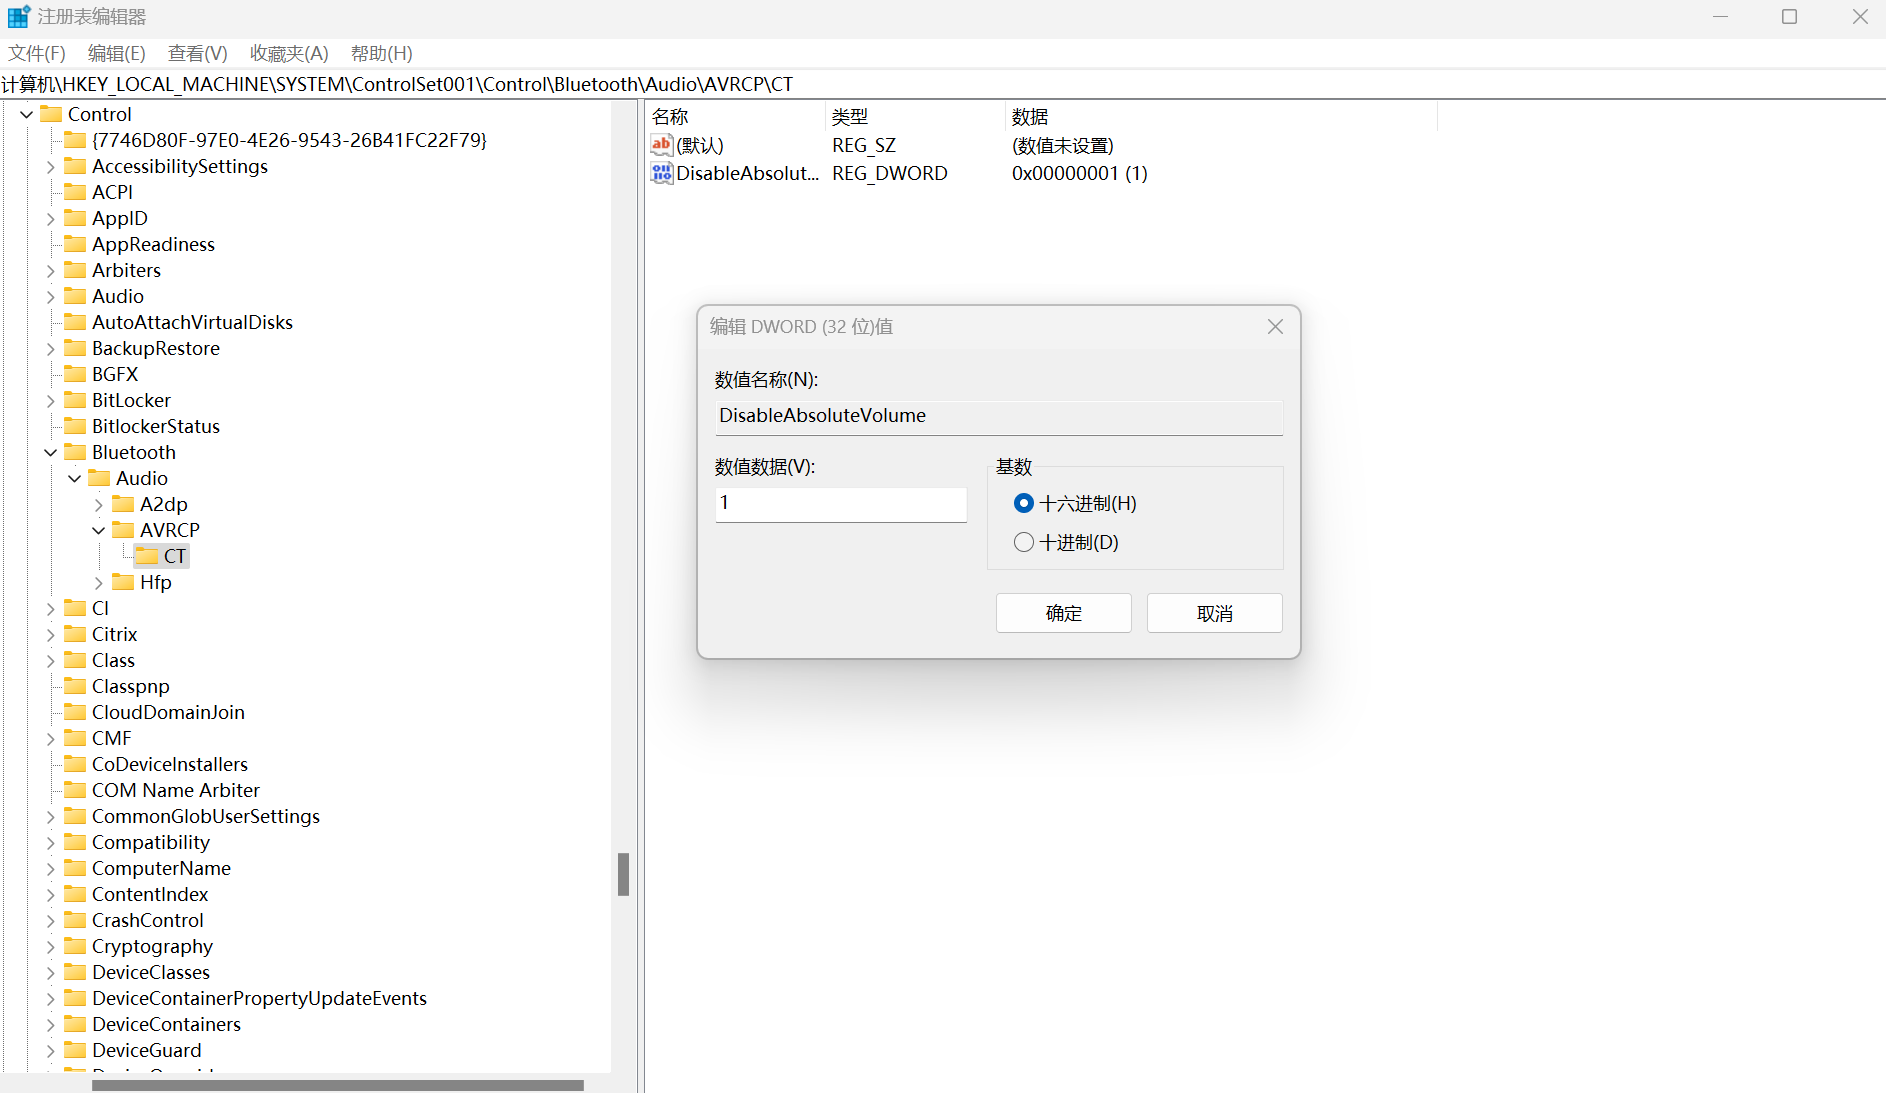 注册表编辑器
文件(F) 编辑(E) 查看(V) 收藏夹(A) 帮助(H)
计算机\HKEY_LOCAL_MACHINE\SYSTEM\ControlSet001\Control\Bluetooth\Audio\AVRCP\CT
Control
{7746D80F-97E0-4E26-9543-26B41FC22F79}
AccessibilitySettings
ACPI
AppID
AppReadiness
Arbiters
Audio
AutoAttachVirtualDisks
BackupRestore
BGFX
BitLocker
BitlockerStatus
Bluetooth
Audio
A2dp
AVRCP
CT
Hfp
CI
Citrix
Class
Classpnp
CloudDomainJoin
CMF
CoDeviceInstallers
COM Name Arbiter
CommonGlobUserSettings
Compatibility
ComputerName
ContentIndex
CrashControl
Cryptography
DeviceClasses
DeviceContainerPropertyUpdateEvents
DeviceContainers
DeviceGuard
名称 类型 数据
(默认) REG_SZ (数值未设置)
DisableAbsolut... REG_DWORD 0x00000001 (1)
编辑 DWORD (32 位)值
数值名称(N):
DisableAbsoluteVolume
数值数据(V):
1
基数
十六进制(H)
十进制(D)
确定 取消